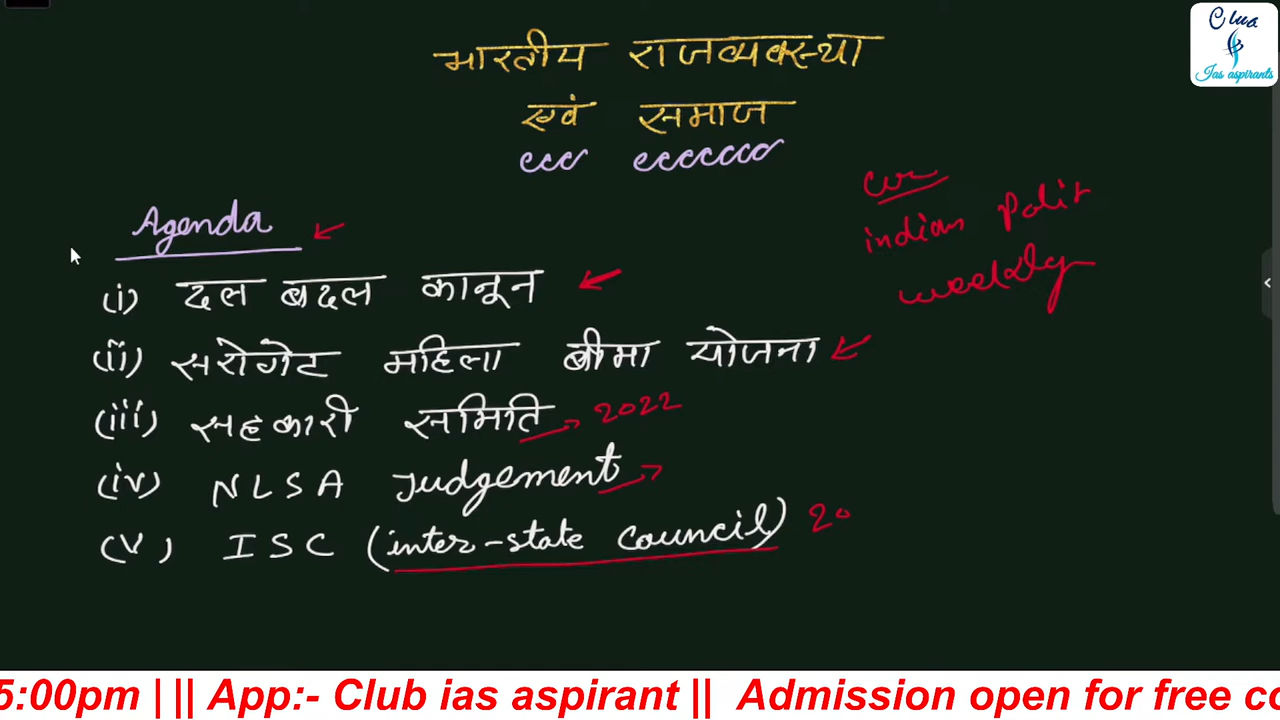 Club
Ias aspirants
भारतीय राजव्यवस्था
एवं समाज
Agenda
indian polit
weekly
(i) दल बदल कानून
(ii) सरोगेट महिला बीमा योजना
(iii) सहकारी समिति 2022
(iv) NLSA Judgement
(v) ISC (inter-state council) 20
5:00pm | || App:- Club ias aspirant || Admission open for free co